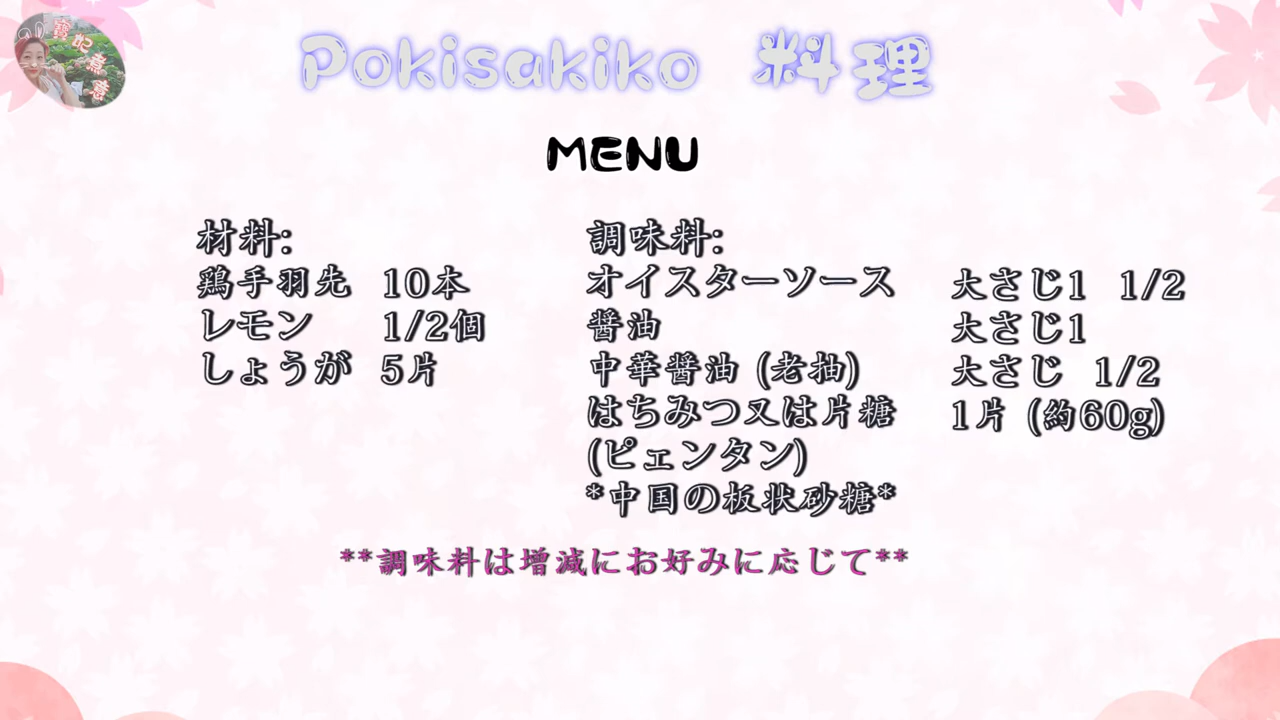 Pokisakiko 料理
MENU
材料:
鶏手羽先 10本
レモン 1/2個
しょうが 5片
調味料:
オイスターソース 大さじ1 1/2
醤油 大さじ1
中華醤油 (老抽) 大さじ 1/2
はちみつ又は片糖 1片 (約60g)
(ピェンタン)
*中国の板状砂糖*
**調味料は増減にお好みに応じて**